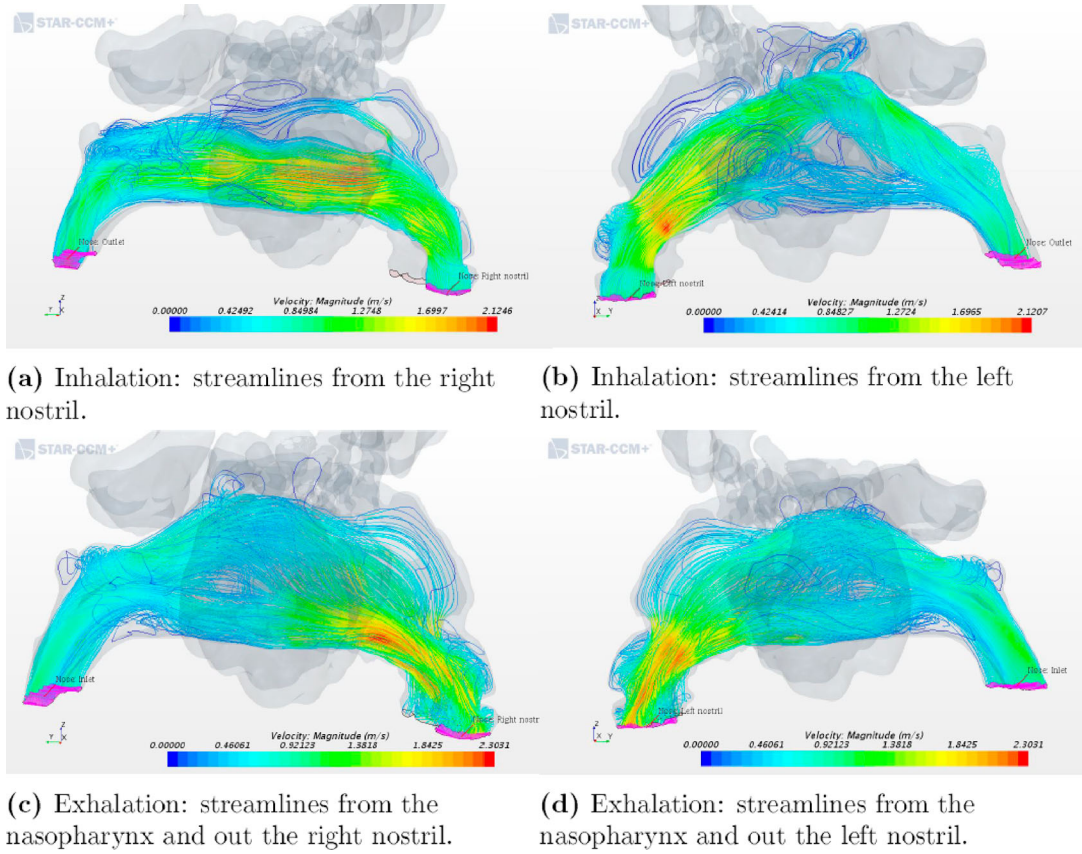 STAR-CCM+
Nose: Outlet
Nose: Right nostril
Z
Y X
Velocity: Magnitude (m/s)
0.00000 0.42492 0.84984 1.2748 1.6997 2.1246
(a) Inhalation: streamlines from the right
nostril.
STAR-CCM+
Nose: Left nostril
Nose: Outlet
Z
X Y
Velocity: Magnitude (m/s)
0.00000 0.42414 0.84827 1.2724 1.6965 2.1207
(b) Inhalation: streamlines from the left
nostril.
STAR-CCM+
Nose: Inlet
Nose: Right nostr
Z
Y X
Velocity: Magnitude (m/s)
0.00000 0.46061 0.92123 1.3818 1.8425 2.3031
(c) Exhalation: streamlines from the
nasopharynx and out the right nostril.
STAR-CCM+
Nose: Left nostril
Nose: Inlet
Z
X Y
Velocity: Magnitude (m/s)
0.00000 0.46061 0.92123 1.3818 1.8425 2.3031
(d) Exhalation: streamlines from the
nasopharynx and out the left nostril.